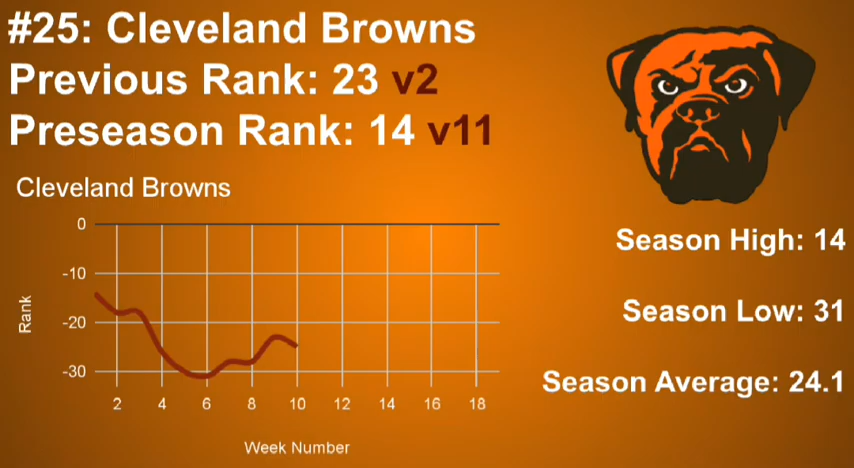 #25: Cleveland Browns
Previous Rank: 23 v2
Preseason Rank: 14 v11
Cleveland Browns
0
-10
-20
-30
Rank
2 4 6 8 10 12 14 16 18
Week Number
Season High: 14
Season Low: 31
Season Average: 24.1